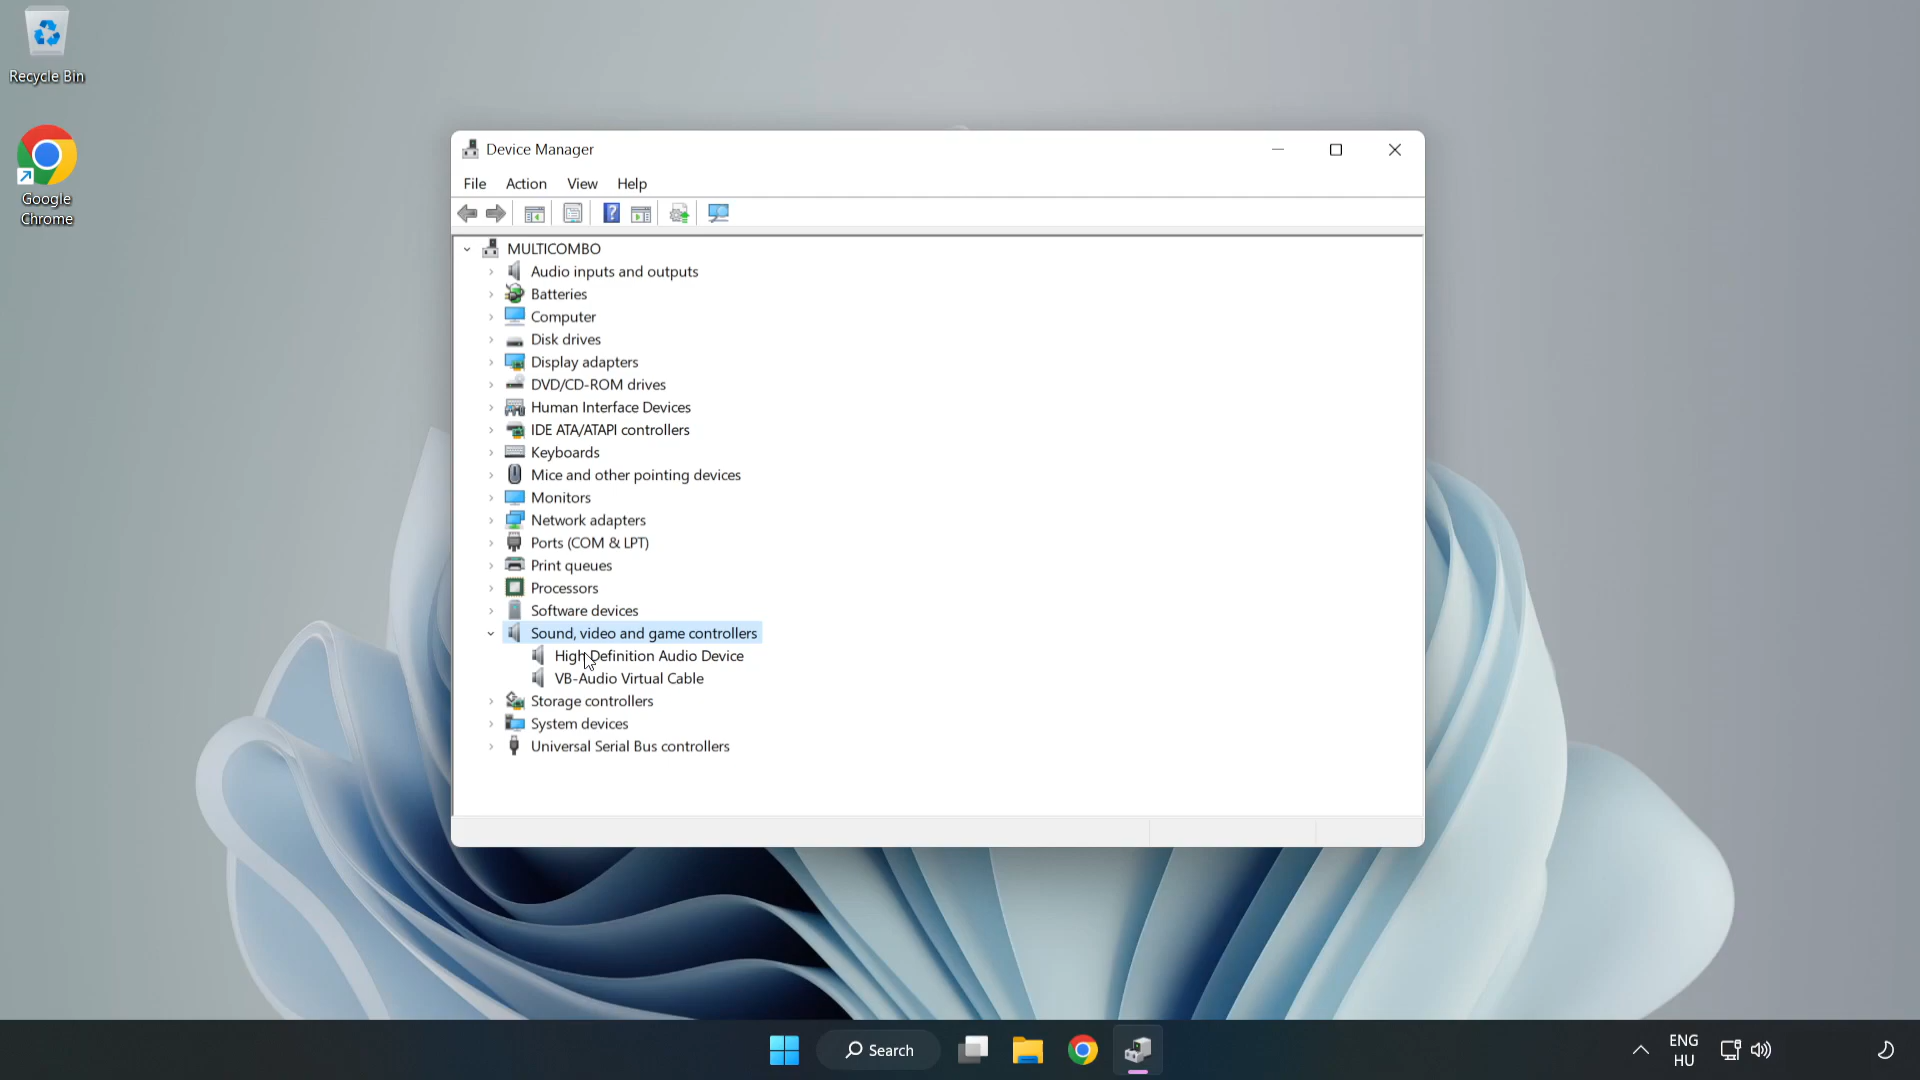 Recycle Bin
Google
Chrome
Device Manager
File Action View Help
MULTICOMBO
Audio inputs and outputs
Batteries
Computer
Disk drives
Display adapters
DVD/CD-ROM drives
Human Interface Devices
IDE ATA/ATAPI controllers
Keyboards
Mice and other pointing devices
Monitors
Network adapters
Ports (COM & LPT)
Print queues
Processors
Software devices
Sound, video and game controllers
High Definition Audio Device
VB-Audio Virtual Cable
Storage controllers
System devices
Universal Serial Bus controllers
Search
ENG
HU